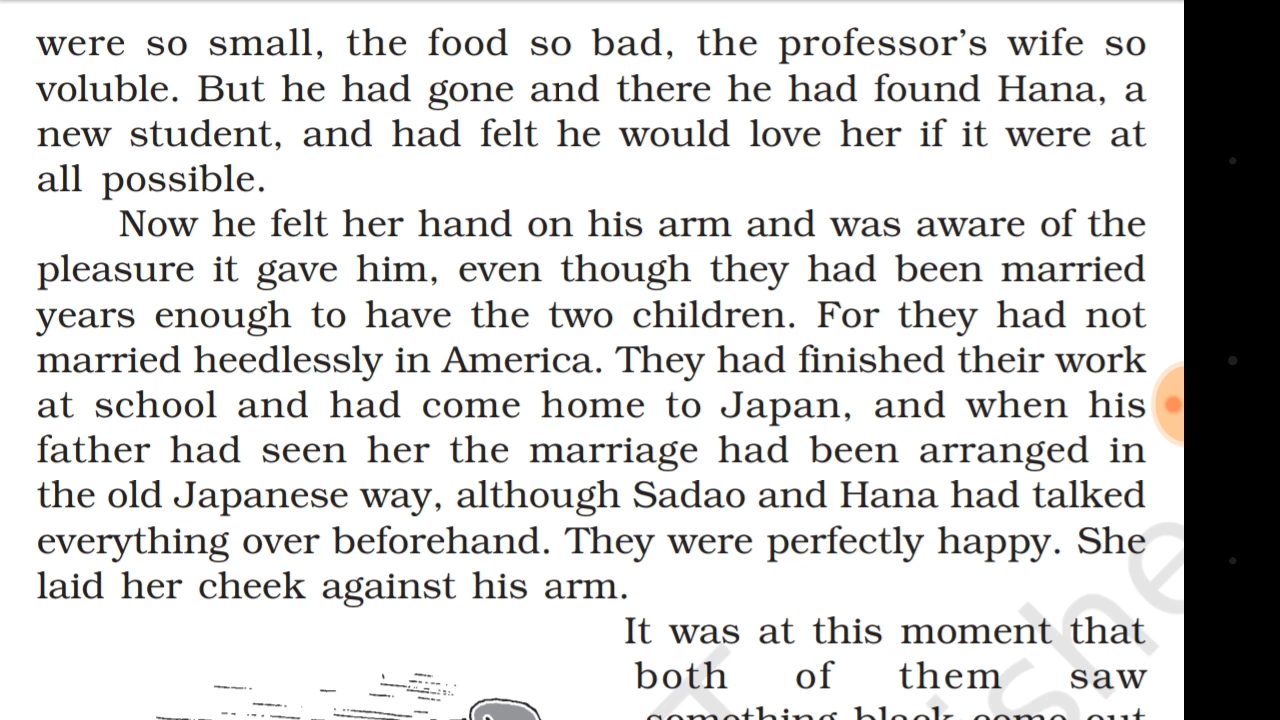 were so small, the food so bad, the professor's wife so
voluble. But he had gone and there he had found Hana, a
new student, and had felt he would love her if it were at
all possible.
Now he felt her hand on his arm and was aware of the
pleasure it gave him, even though they had been married
years enough to have the two children. For they had not
married heedlessly in America. They had finished their work
at school and had come home to Japan, and when his
father had seen her the marriage had been arranged in
the old Japanese way, although Sadao and Hana had talked
everything over beforehand. They were perfectly happy. She
laid her cheek against his arm.
It was at this moment that
both of them saw
something black come out